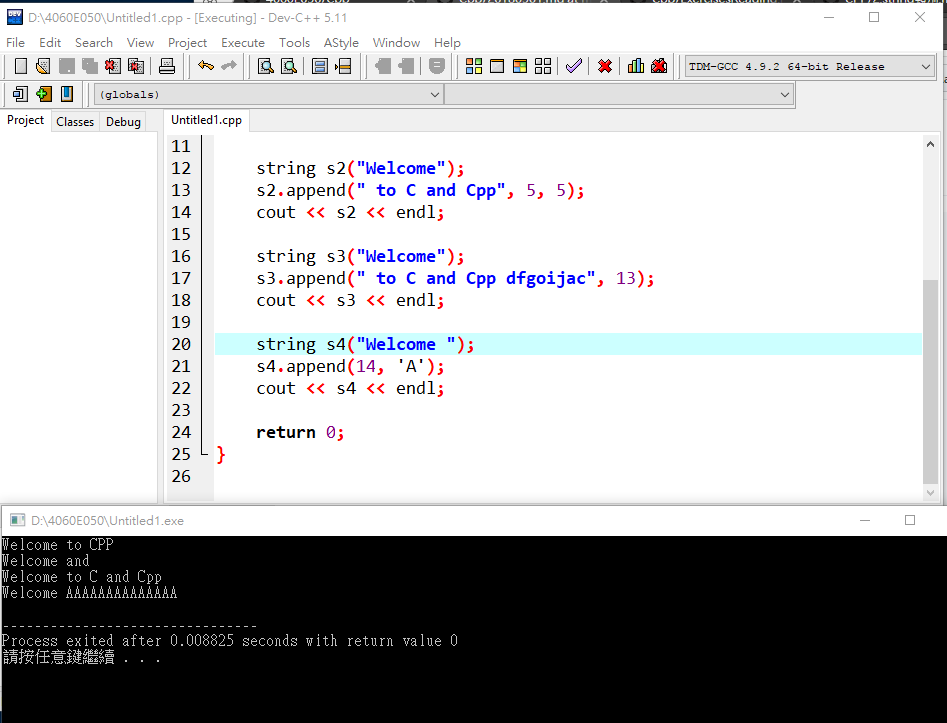 D:\4060E050\Untitled1.cpp - [Executing] - Dev-C++ 5.11
File Edit Search View Project Execute Tools AStyle Window Help
TDM-GCC 4.9.2 64-bit Release
(globals)
Project Classes Debug Untitled1.cpp
11
12 string s2("Welcome");
13 s2.append(" to C and Cpp", 5, 5);
14 cout << s2 << endl;
15
16 string s3("Welcome");
17 s3.append(" to C and Cpp dfgoijac", 13);
18 cout << s3 << endl;
19
20 string s4("Welcome ");
21 s4.append(14, 'A');
22 cout << s4 << endl;
23
24 return 0;
25 }
26
D:\4060E050\Untitled1.exe
Welcome to CPP
Welcome and
Welcome to C and Cpp
Welcome AAAAAAAAAAAAAA
--------------------------------
Process exited after 0.008825 seconds with return value 0
請按任意鍵繼續 . . .